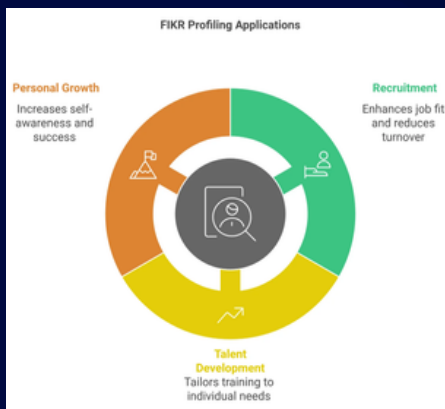 FIKR Profiling Applications
Personal Growth
Increases self-
awareness and
success
Recruitment
Enhances job fit
and reduces
turnover
Talent
Development
Tailors training to
individual needs